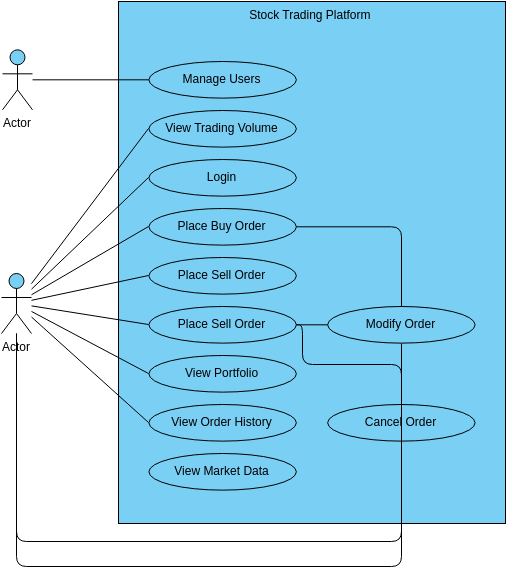 Stock Trading Platform
Manage Users
Actor
View Trading Volume
Login
Place Buy Order
Place Sell Order
Place Sell Order
Modify Order
Actor
View Portfolio
View Order History
Cancel Order
View Market Data